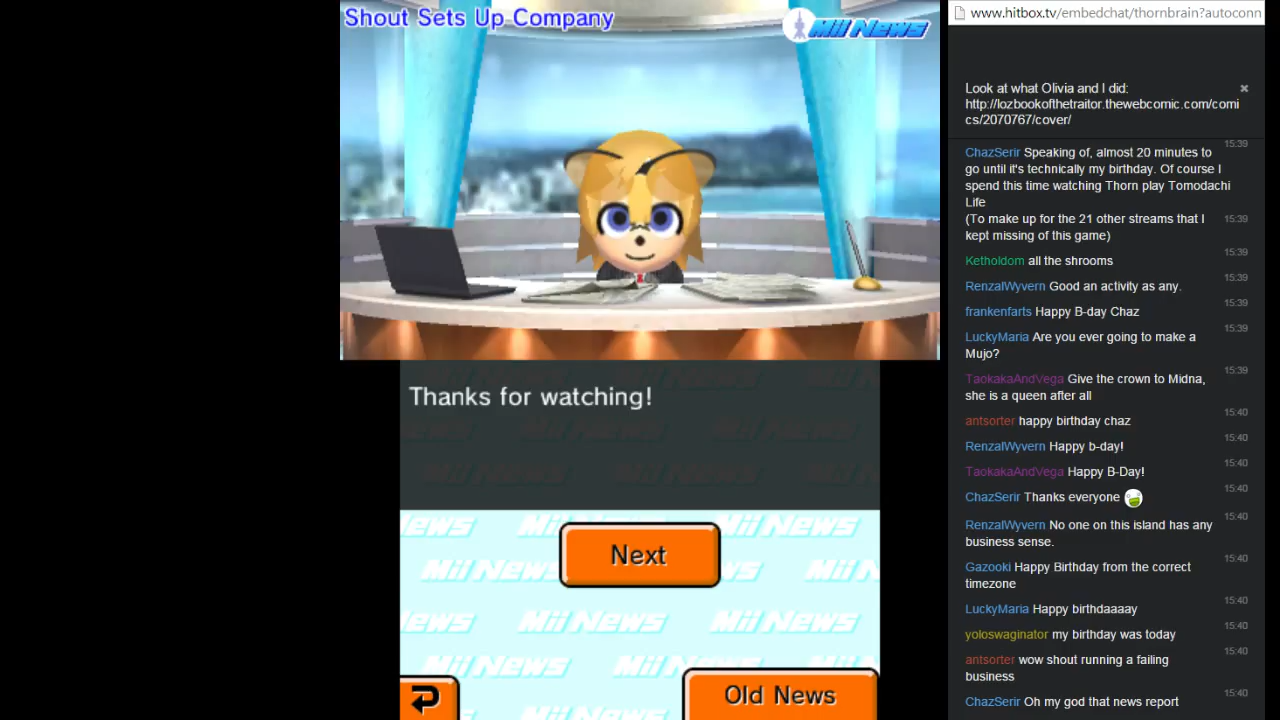 Shout Sets Up Company
Mii News
Thanks for watching!
Next
Old News
www.hitbox.tv/embedchat/thornbrain?autoconn
Look at what Olivia and I did:
http://lozbookofthetraitor.thewebcomic.com/comi
cs/2070767/cover/
15:39
ChazSerir Speaking of, almost 20 minutes to
go until it's technically my birthday. Of course I
spend this time watching Thorn play Tomodachi
Life
(To make up for the 21 other streams that I 15:39
kept missing of this game)
15:39
Ketholdom all the shrooms
15:39
RenzalWyvern Good an activity as any.
15:39
frankenfarts Happy B-day Chaz
15:39
LuckyMaria Are you ever going to make a
Mujo?
15:39
TaokakaAndVega Give the crown to Midna,
she is a queen after all
15:40
antsorter happy birthday chaz
15:40
RenzalWyvern Happy b-day!
15:40
TaokakaAndVega Happy B-Day!
15:40
ChazSerir Thanks everyone
15:40
RenzalWyvern No one on this island has any
business sense.
15:40
Gazooki Happy Birthday from the correct
timezone
15:40
LuckyMaria Happy birthdaaaay
15:40
yoloswaginator my birthday was today
15:40
antsorter wow shout running a failing
business
15:40
ChazSerir Oh my god that news report